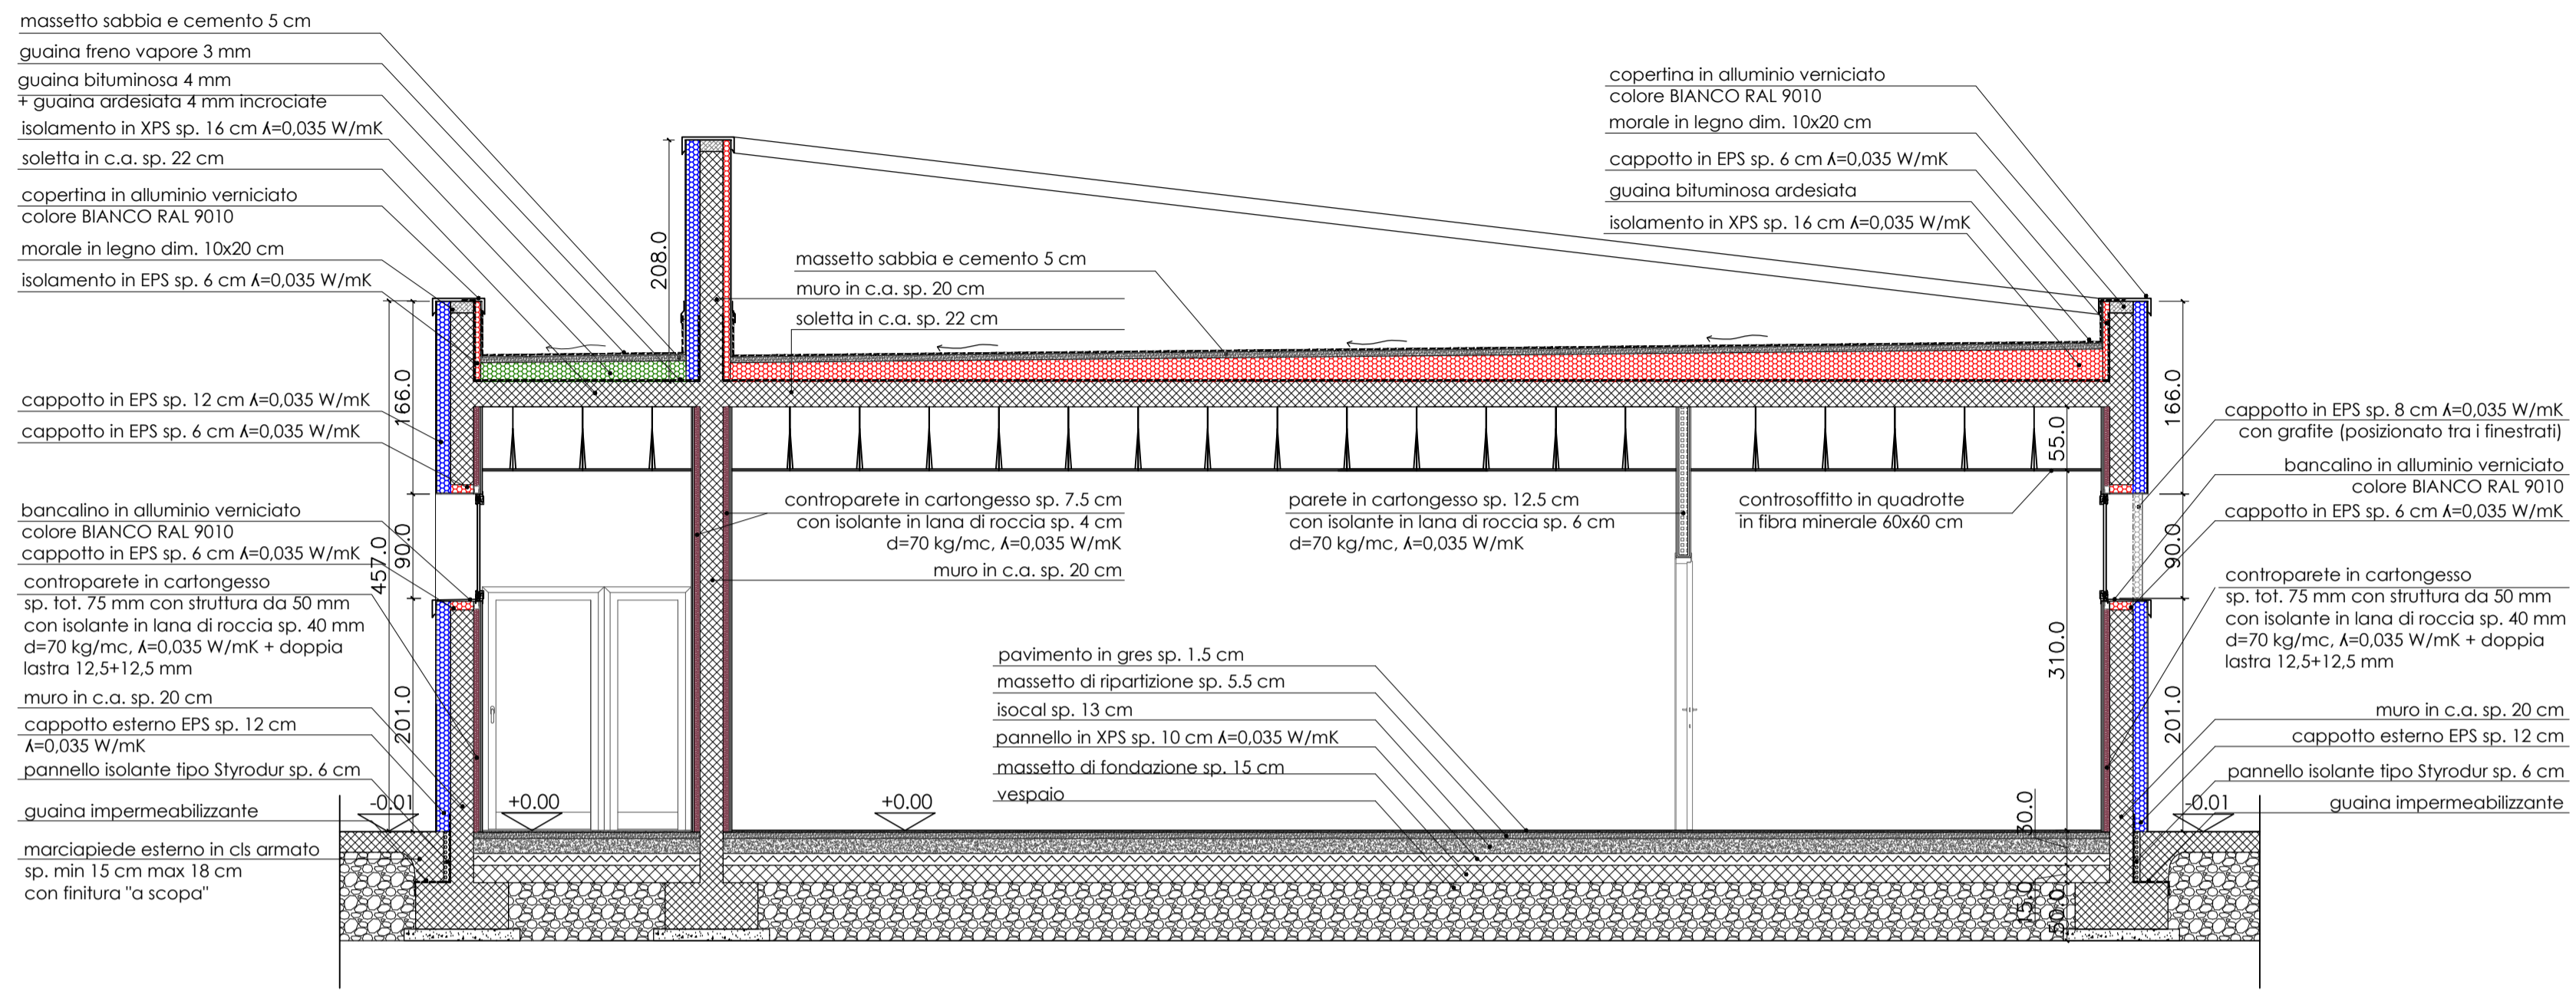 massetto sabbia e cemento 5 cm
guaina freno vapore 3 mm
guaina bituminosa 4 mm
+ guaina ardesiata 4 mm incrociate
isolamento in XPS sp. 16 cm ʎ=0,035 W/mK
soletta in c.a. sp. 22 cm
copertina in alluminio verniciato
colore BIANCO RAL 9010
morale in legno dim. 10x20 cm
isolamento in EPS sp. 6 cm ʎ=0,035 W/mK
cappotto in EPS sp. 12 cm ʎ=0,035 W/mK
cappotto in EPS sp. 6 cm ʎ=0,035 W/mK
bancalino in alluminio verniciato
colore BIANCO RAL 9010
cappotto in EPS sp. 6 cm ʎ=0,035 W/mK
controparete in cartongesso
sp. tot. 75 mm con struttura da 50 mm
con isolante in lana di roccia sp. 40 mm
d=70 kg/mc, ʎ=0,035 W/mK + doppia
lastra 12,5+12,5 mm
muro in c.a. sp. 20 cm
cappotto esterno EPS sp. 12 cm
ʎ=0,035 W/mK
pannello isolante tipo Styrodur sp. 6 cm
guaina impermeabilizzante
marciapiede esterno in cls armato
sp. min 15 cm max 18 cm
con finitura "a scopa"
166.0
90.0
457.0
201.0
-0.01
208.0
massetto sabbia e cemento 5 cm
muro in c.a. sp. 20 cm
soletta in c.a. sp. 22 cm
controparete in cartongesso sp. 7.5 cm
con isolante in lana di roccia sp. 4 cm
d=70 kg/mc, ʎ=0,035 W/mK
muro in c.a. sp. 20 cm
parete in cartongesso sp. 12.5 cm
con isolante in lana di roccia sp. 6 cm
d=70 kg/mc, ʎ=0,035 W/mK
controsoffitto in quadrotte
in fibra minerale 60x60 cm
pavimento in gres sp. 1.5 cm
massetto di ripartizione sp. 5.5 cm
isocal sp. 13 cm
pannello in XPS sp. 10 cm ʎ=0,035 W/mK
massetto di fondazione sp. 15 cm
vespaio
+0.00
+0.00
55.0
310.0
30.0
15.0
50.0
copertina in alluminio verniciato
colore BIANCO RAL 9010
morale in legno dim. 10x20 cm
cappotto in EPS sp. 6 cm ʎ=0,035 W/mK
guaina bituminosa ardesiata
isolamento in XPS sp. 16 cm ʎ=0,035 W/mK
166.0
90.0
201.0
-0.01
cappotto in EPS sp. 8 cm ʎ=0,035 W/mK
con grafite (posizionato tra i finestrati)
bancalino in alluminio verniciato
colore BIANCO RAL 9010
cappotto in EPS sp. 6 cm ʎ=0,035 W/mK
controparete in cartongesso
sp. tot. 75 mm con struttura da 50 mm
con isolante in lana di roccia sp. 40 mm
d=70 kg/mc, ʎ=0,035 W/mK + doppia
lastra 12,5+12,5 mm
muro in c.a. sp. 20 cm
cappotto esterno EPS sp. 12 cm
pannello isolante tipo Styrodur sp. 6 cm
guaina impermeabilizzante